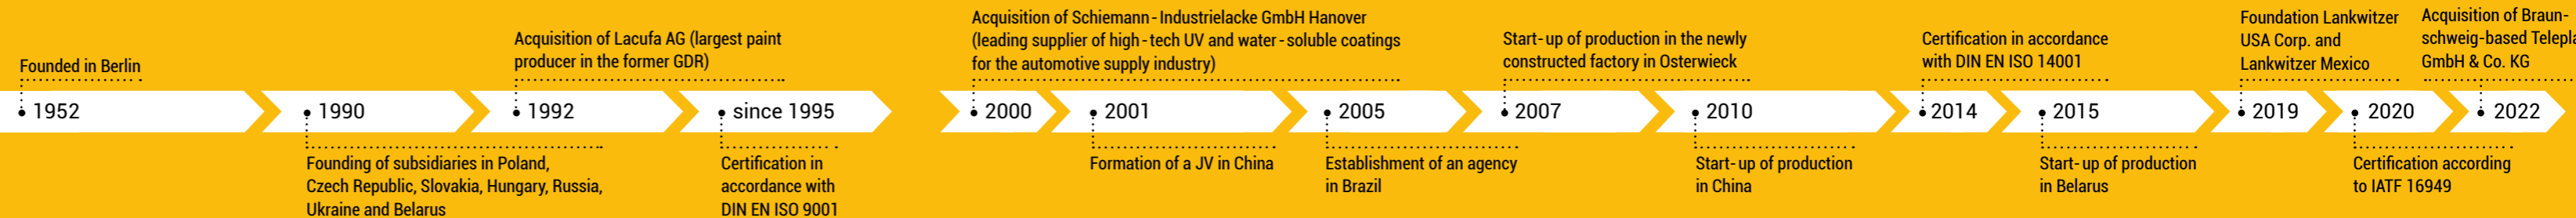 Founded in Berlin
1952
1990
Founding of subsidiaries in Poland,
Czech Republic, Slovakia, Hungary, Russia,
Ukraine and Belarus
Acquisition of Lacufa AG (largest paint
producer in the former GDR)
1992
since 1995
Certification in
accordance with
DIN EN ISO 9001
Acquisition of Schiemann-Industrielacke GmbH Hanover
(leading supplier of high-tech UV and water-soluble coatings
for the automotive supply industry)
2000
2001
Formation of a JV in China
2005
Establishment of an agency
in Brazil
Start-up of production in the newly
constructed factory in Osterwieck
2007
2010
Start-up of production
in China
Certification in accordance
with DIN EN ISO 14001
2014
2015
Start-up of production
in Belarus
Foundation Lankwitzer
USA Corp. and
Lankwitzer Mexico
2019
2020
Certification according
to IATF 16949
Acquisition of Braun-
schweig-based
GmbH & Co. KG
2022